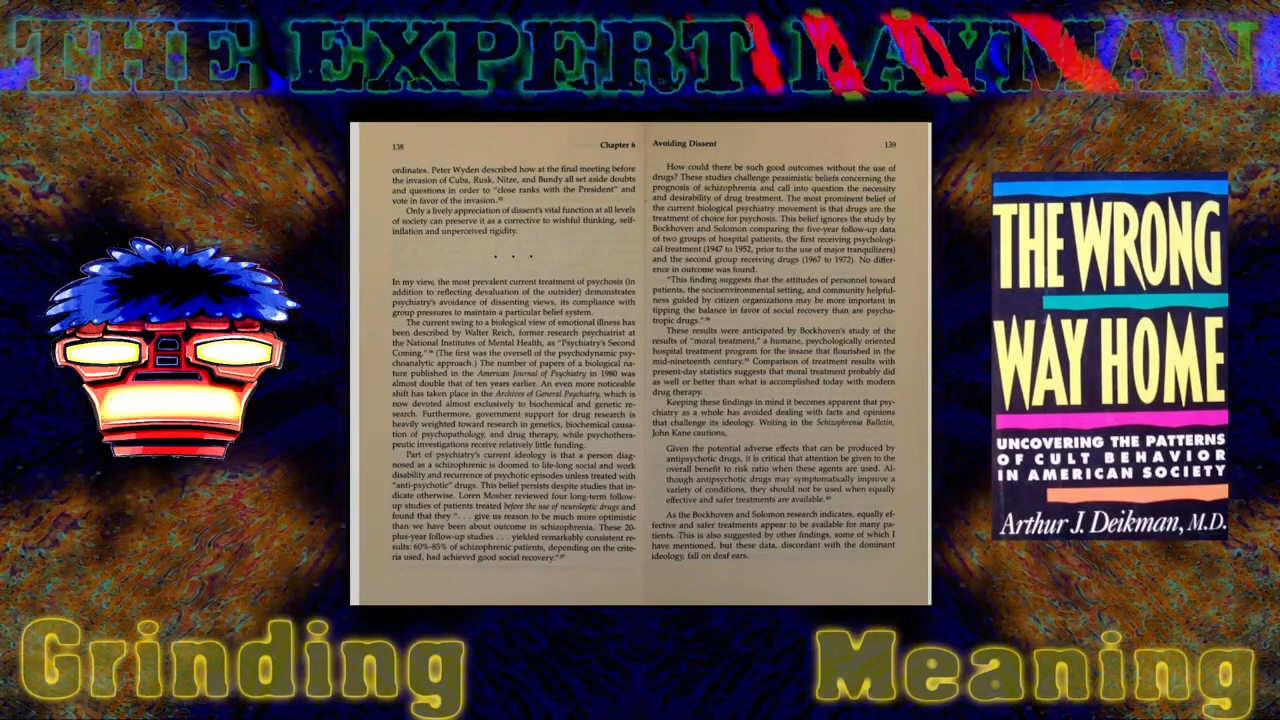 THE EXPERT LAYMAN
138
Chapter 6
ordinates. Peter Wyden described how at the final meeting before
the invasion of Cuba, Rusk, Nitze, and Bundy all set aside doubts
and questions in order to “close ranks with the President” and
vote in favor of the invasion.
Only a lively appreciation of dissent's vital function at all levels
of society can preserve it as a corrective to wishful thinking, self-
inflation and unperceived rigidity.
• • •
In my view, the most prevalent current treatment of psychosis (in
addition to reflecting devaluation of the outsider) demonstrates
psychiatry's avoidance of dissenting views, its compliance with
group pressures to maintain a particular belief system.
The current swing to a biological view of emotional illness has
been described by Walter Reich, former research psychiatrist at
the National Institutes of Mental Health, as “Psychiatry's Second
Coming.” (The first was the oversell of the psychodynamic psy-
choanalytic approach.) The number of papers of a biological na-
ture published in the American Journal of Psychiatry in 1980 was
almost double that of ten years earlier. An even more noticeable
shift has taken place in the Archives of General Psychiatry, which is
now devoted almost exclusively to biochemical and genetic re-
search. Furthermore, government support for drug research is
heavily weighted toward research in genetics, biochemical causa-
tion of psychopathology, and drug therapy, while psychothera-
peutic investigations receive relatively little funding.
Part of psychiatry's current ideology is that a person diag-
nosed as a schizophrenic is doomed to life-long social and work
disability and recurrence of psychotic episodes unless treated with
“anti-psychotic” drugs. This belief persists despite studies that in-
dicate otherwise. Loren Mosher reviewed four long-term follow-
up studies of patients treated before the use of neuroleptic drugs and
found that they “. . . give us reason to be much more optimistic
than we have been about outcome in schizophrenia. These 20-
plus-year follow-up studies . . . yielded remarkably consistent re-
sults: 60%-85% of schizophrenic patients, depending on the crite-
ria used, had achieved good social recovery.”³⁷
Avoiding Dissent
139
How could there be such good outcomes without the use of
drugs? These studies challenge pessimistic beliefs concerning the
prognosis of schizophrenia and call into question the necessity
and desirability of drug treatment. The most prominent belief of
the current biological psychiatry movement is that drugs are the
treatment of choice for psychosis. This belief ignores the study by
Bockhoven and Solomon comparing the five-year follow-up data
of two groups of hospital patients, the first receiving psychologi-
cal treatment (1947 to 1952, prior to the use of major tranquilizers)
and the second group receiving drugs (1967 to 1972). No differ-
ence in outcome was found.
“This finding suggests that the attitudes of personnel toward
patients, the socioenvironmental setting, and community helpful-
ness guided by citizen organizations may be more important in
tipping the balance in favor of social recovery than are psycho-
tropic drugs.”³⁸
These results were anticipated by Bockhoven's study of the
results of “moral treatment,” a humane, psychologically oriented
hospital treatment program for the insane that flourished in the
mid-nineteenth century.³⁹ Comparison of treatment results with
present-day statistics suggests that moral treatment probably did
as well or better than what is accomplished today with modern
drug therapy.
Keeping these findings in mind it becomes apparent that psy-
chiatry as a whole has avoided dealing with facts and opinions
that challenge its ideology. Writing in the Schizophrenia Bulletin,
John Kane cautions,
Given the potential adverse effects that can be produced by
antipsychotic drugs, it is critical that attention be given to the
overall benefit to risk ratio when these agents are used. Al-
though antipsychotic drugs may symptomatically improve a
variety of conditions, they should not be used when equally
effective and safer treatments are available.⁴⁰
As the Bockhoven and Solomon research indicates, equally ef-
fective and safer treatments appear to be available for many pa-
tients. This is also suggested by other findings, some of which I
have mentioned, but these data, discordant with the dominant
ideology, fall on deaf ears.
THE WRONG
WAY HOME
UNCOVERING THE PATTERNS
OF CULT BEHAVIOR
IN AMERICAN SOCIETY
Arthur J. Deikman, M.D.
Grinding
Meaning